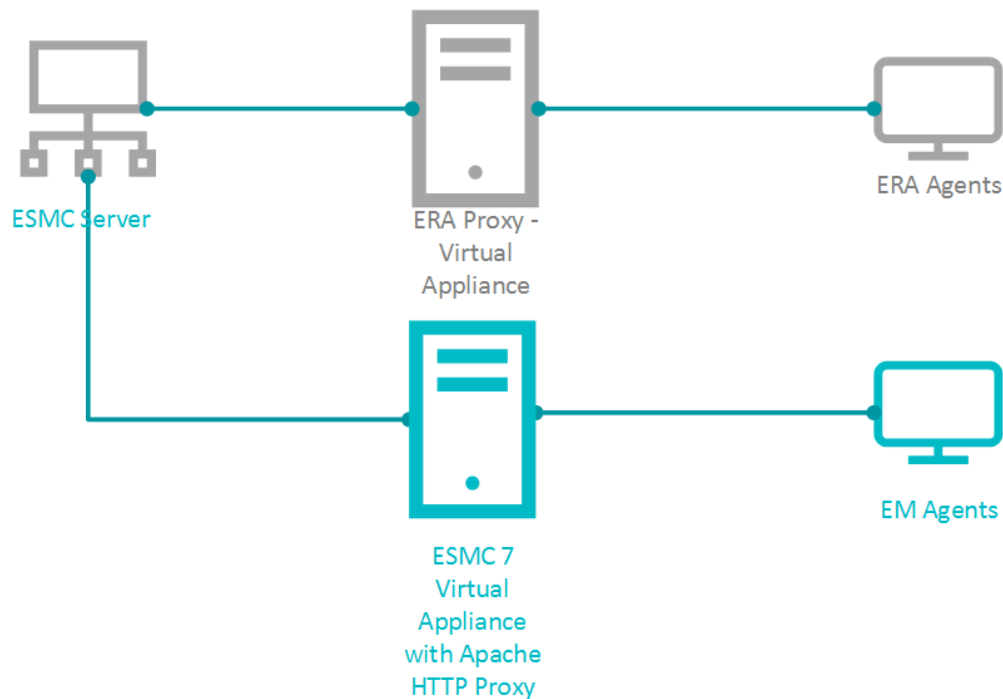 ESMC Server
ERA Proxy -
Virtual
Appliance
ERA Agents
ESMC 7
Virtual
Appliance
with Apache
HTTP Proxy
EM Agents